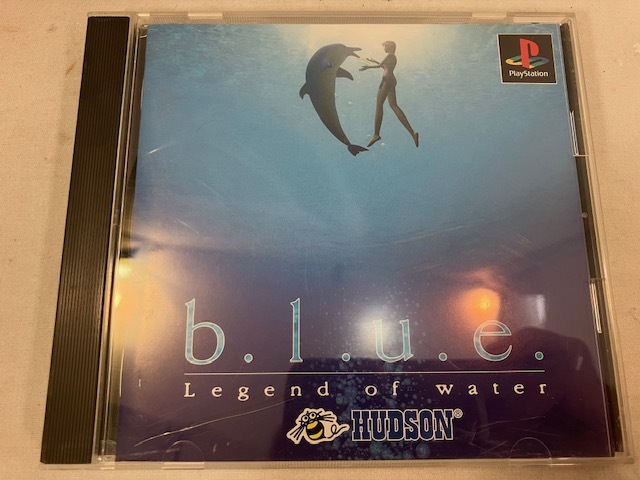 PlayStation
b.l.u.e.
Legend of water
HUDSON®